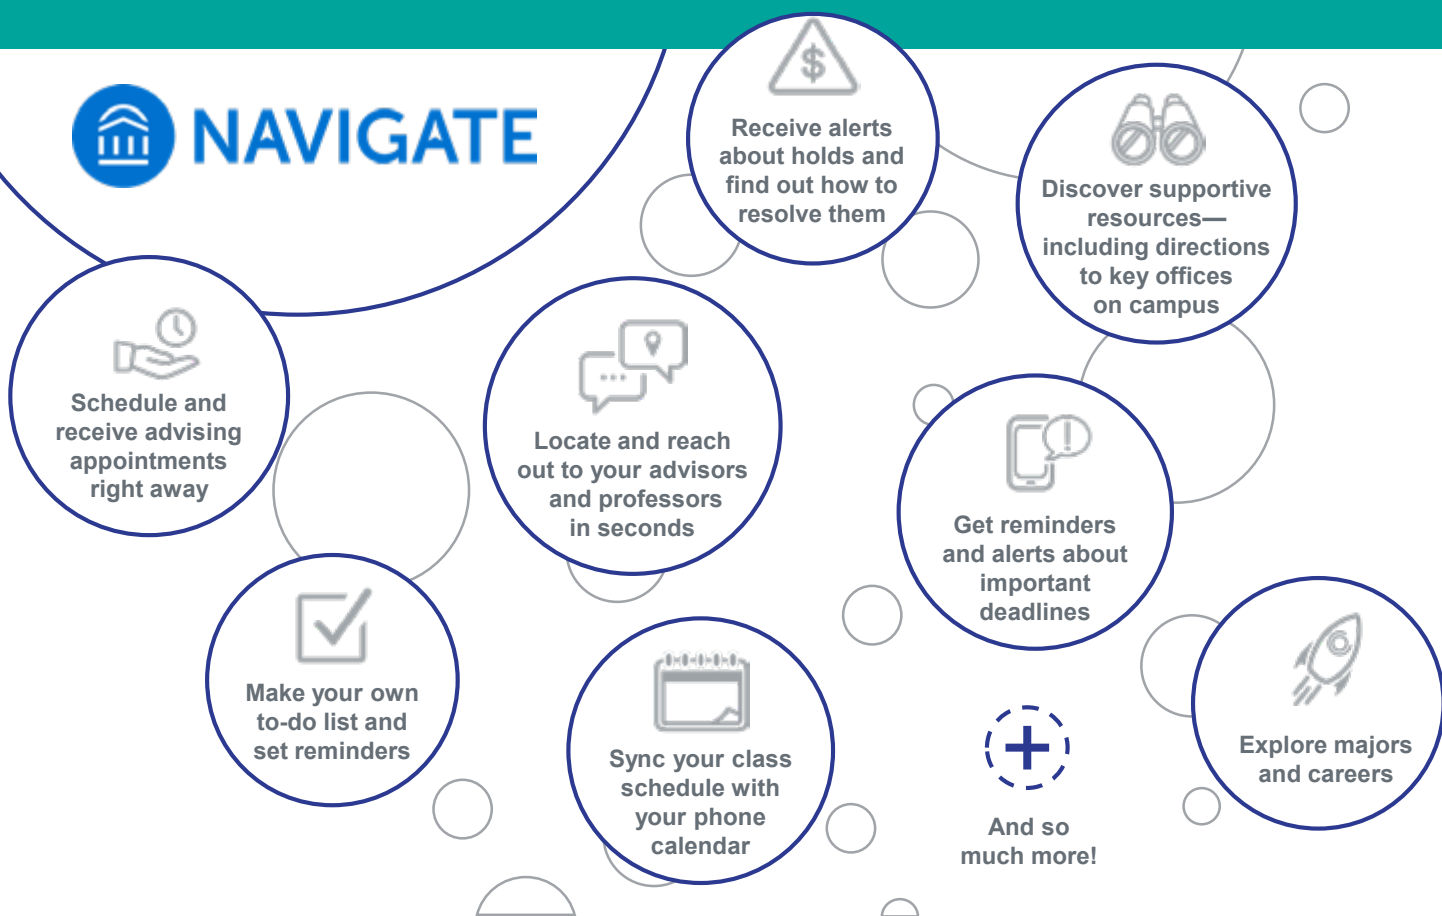 NAVIGATE
Receive alerts
about holds and
find out how to
resolve them
Discover supportive
resources—
including directions
to key offices
on campus
Schedule and
receive advising
appointments
right away
Locate and reach
out to your advisors
and professors
in seconds
Get reminders
and alerts about
important
deadlines
Make your own
to-do list and
set reminders
Sync your class
schedule with
your phone
calendar
Explore majors
and careers
And so
much more!